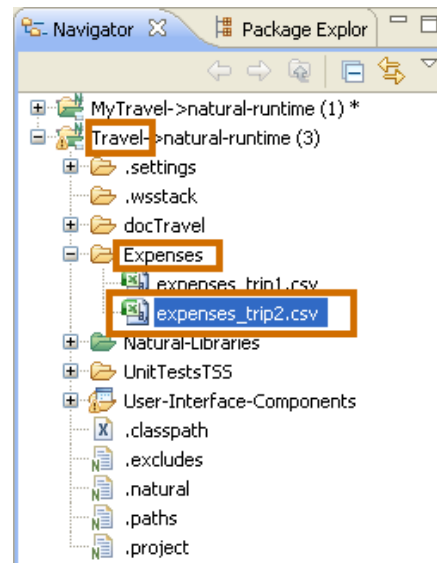 Navigator Package Explor
MyTravel->natural-runtime (1) *
Travel->natural-runtime (3)
.settings
.wsstack
docTravel
Expenses
expenses_trip1.csv
expenses_trip2.csv
Natural-Libraries
UnitTestsTSS
User-Interface-Components
.classpath
.excludes
.natural
.paths
.project